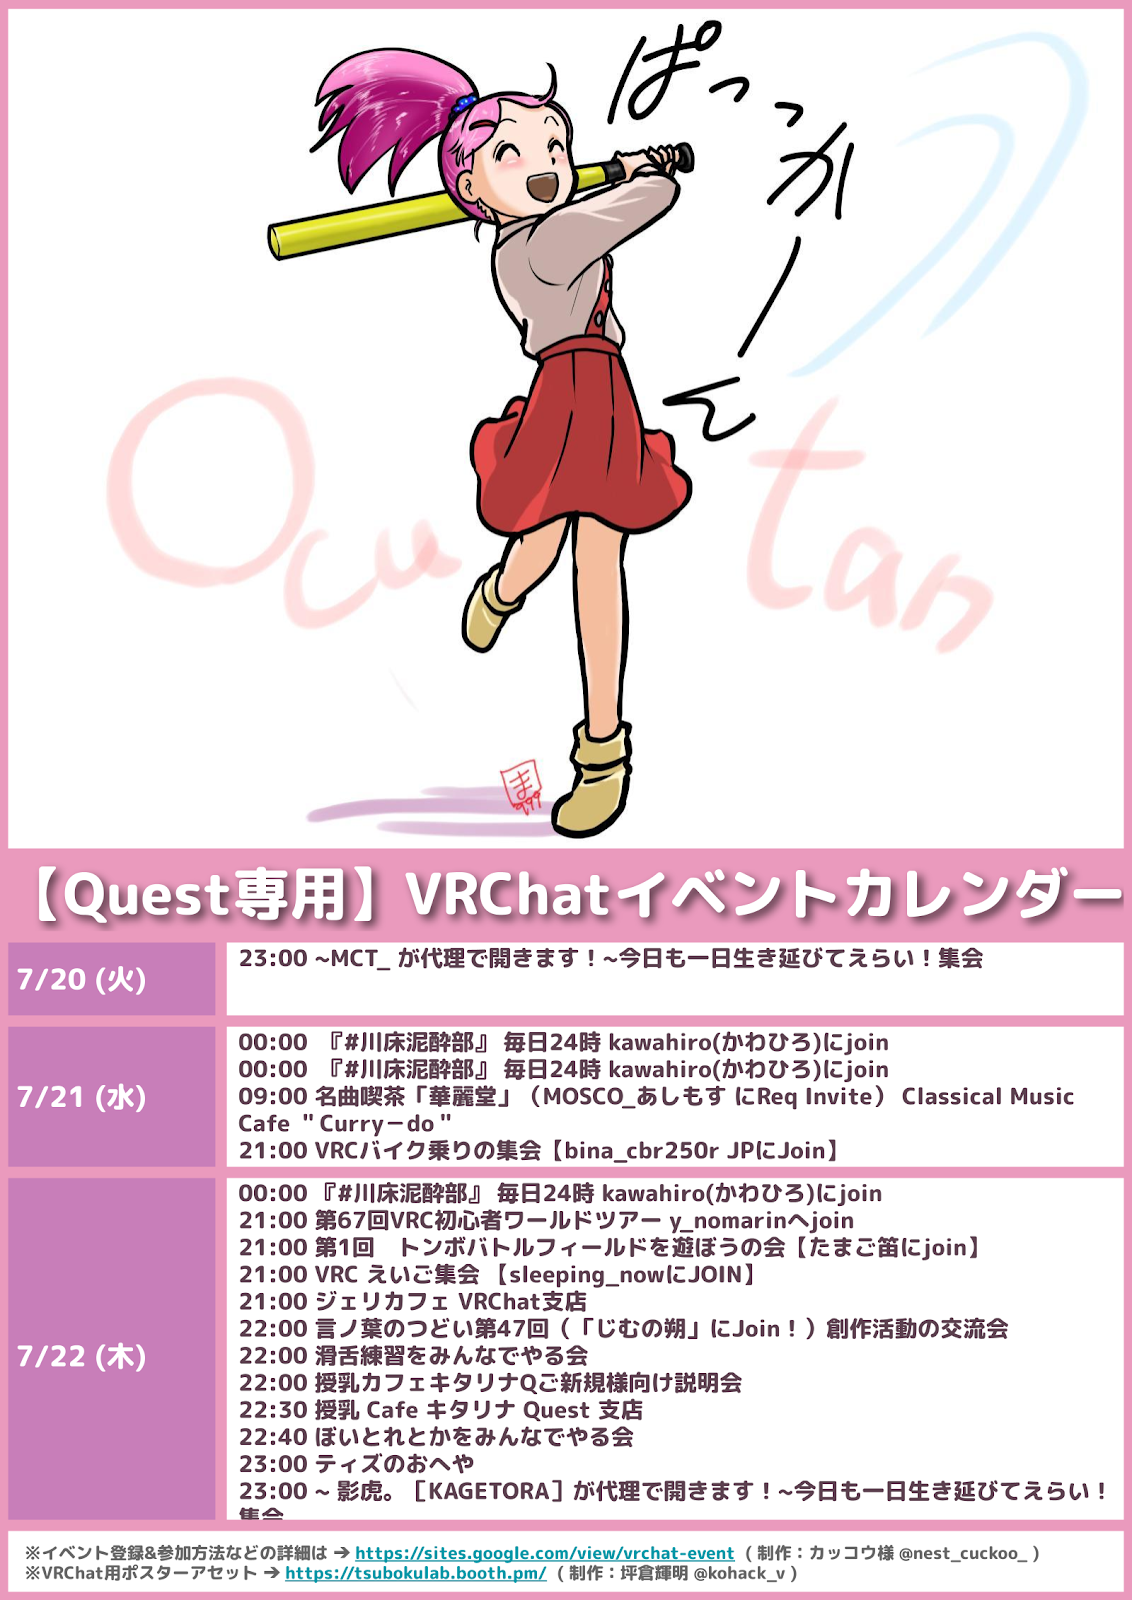 ぱっっかーん
Ocu tan
ま
999
【Quest専用】VRChatイベントカレンダー
7/20 (火)
23:00 ~MCT_ が代理で開きます！~今日も一日生き延びてえらい！集会
7/21 (水)
00:00 『#川床泥酔部』 毎日24時 kawahiro(かわひろ)にjoin
00:00 『#川床泥酔部』 毎日24時 kawahiro(かわひろ)にjoin
09:00 名曲喫茶「華麗堂」（MOSCO_あしもす にReq Invite） Classical Music
Cafe ＂Curry－do＂
21:00 VRCバイク乗りの集会【bina_cbr250r JPにJoin】
7/22 (木)
00:00 『#川床泥酔部』 毎日24時 kawahiro(かわひろ)にjoin
21:00 第67回VRC初心者ワールドツアー y_nomarinへjoin
21:00 第1回　トンボバトルフィールドを遊ぼうの会【たまご笛にjoin】
21:00 VRC えいご集会 【sleeping_nowにJOIN】
21:00 ジェリカフェ VRChat支店
22:00 言ノ葉のつどい第47回（「じむの朔」にJoin！）創作活動の交流会
22:00 滑舌練習をみんなでやる会
22:00 授乳カフェキタリナQご新規様向け説明会
22:30 授乳 Cafe キタリナ Quest 支店
22:40 ぼいとれとかをみんなでやる会
23:00 ティズのおへや
23:00 ~ 影虎。［KAGETORA］が代理で開きます！~今日も一日生き延びてえらい！
集会
※イベント登録&参加方法などの詳細は → https://sites.google.com/view/vrchat-event （ 制作：カッコウ様 @nest_cuckoo_ ）
※VRChat用ポスターアセット → https://tsubokulab.booth.pm/ （ 制作：坪倉輝明 @kohack_v ）